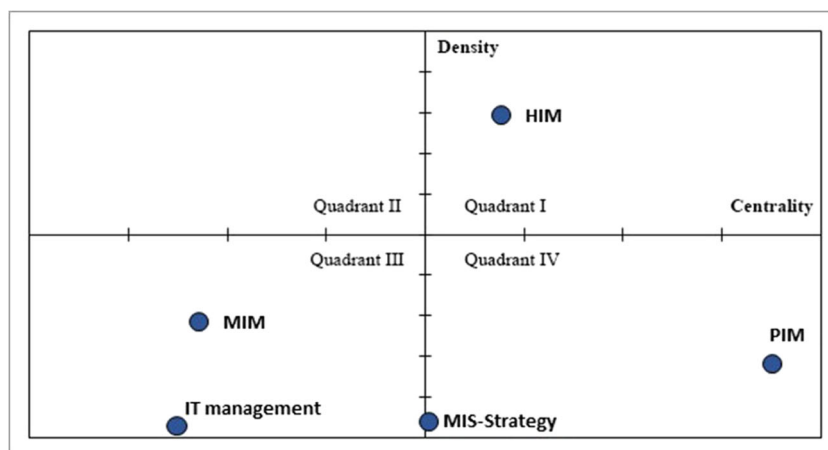 Density
HIM
Quadrant II
Quadrant I
Centrality
Quadrant III
Quadrant IV
MIM
PIM
IT management
MIS-Strategy